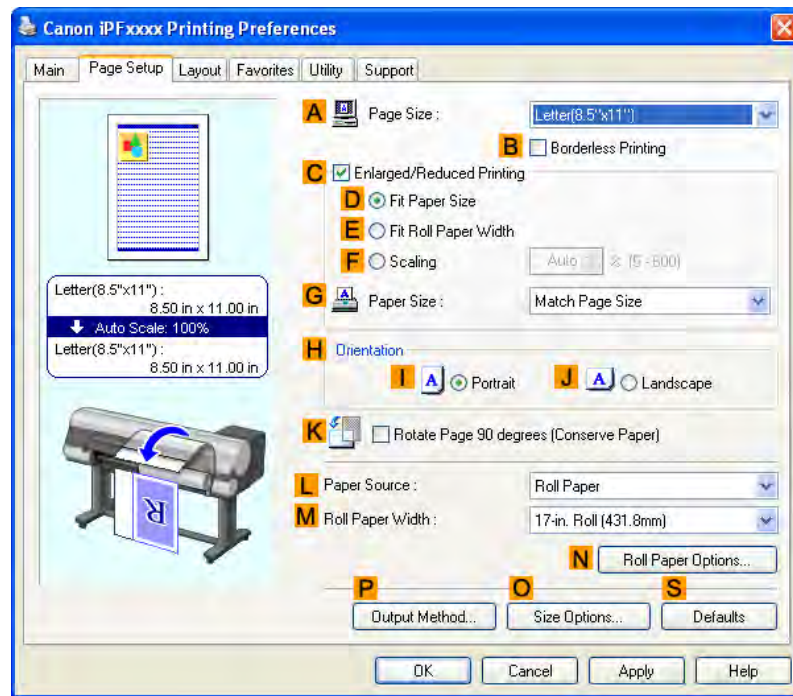 Canon iPFxxxx Printing Preferences
Main Page Setup Layout Favorites Utility Support
A Page Size : Letter(8.5"x11")
B Borderless Printing
C Enlarged/Reduced Printing
D Fit Paper Size
E Fit Roll Paper Width
F Scaling Auto % (5 - 600)
G Paper Size : Match Page Size
Letter(8.5"x11") :
8.50 in x 11.00 in
Auto Scale: 100%
Letter(8.5"x11") :
8.50 in x 11.00 in
H Orientation
I A Portrait J A Landscape
K Rotate Page 90 degrees (Conserve Paper)
L Paper Source : Roll Paper
M Roll Paper Width : 17-in. Roll (431.8mm)
R
N Roll Paper Options...
P O S
Output Method... Size Options... Defaults
OK Cancel Apply Help